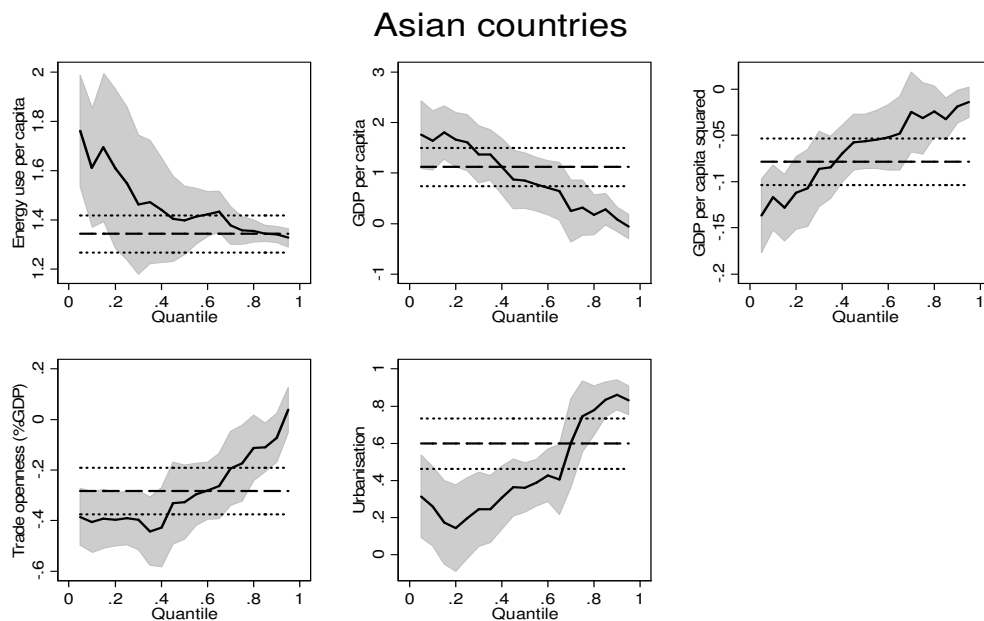 Asian countries
Energy use per capita
2
1.8
1.6
1.4
1.2
0 .2 .4 .6 .8 1
Quantile
GDP per capita
3
2
1
0
-1
0 .2 .4 .6 .8 1
Quantile
GDP per capita squared
0
-.05
-.1
-.15
-.2
0 .2 .4 .6 .8 1
Quantile
Trade openness (%GDP)
.2
0
-.2
-.4
-.6
0 .2 .4 .6 .8 1
Quantile
Urbanisation
1
.8
.6
.4
.2
0
0 .2 .4 .6 .8 1
Quantile